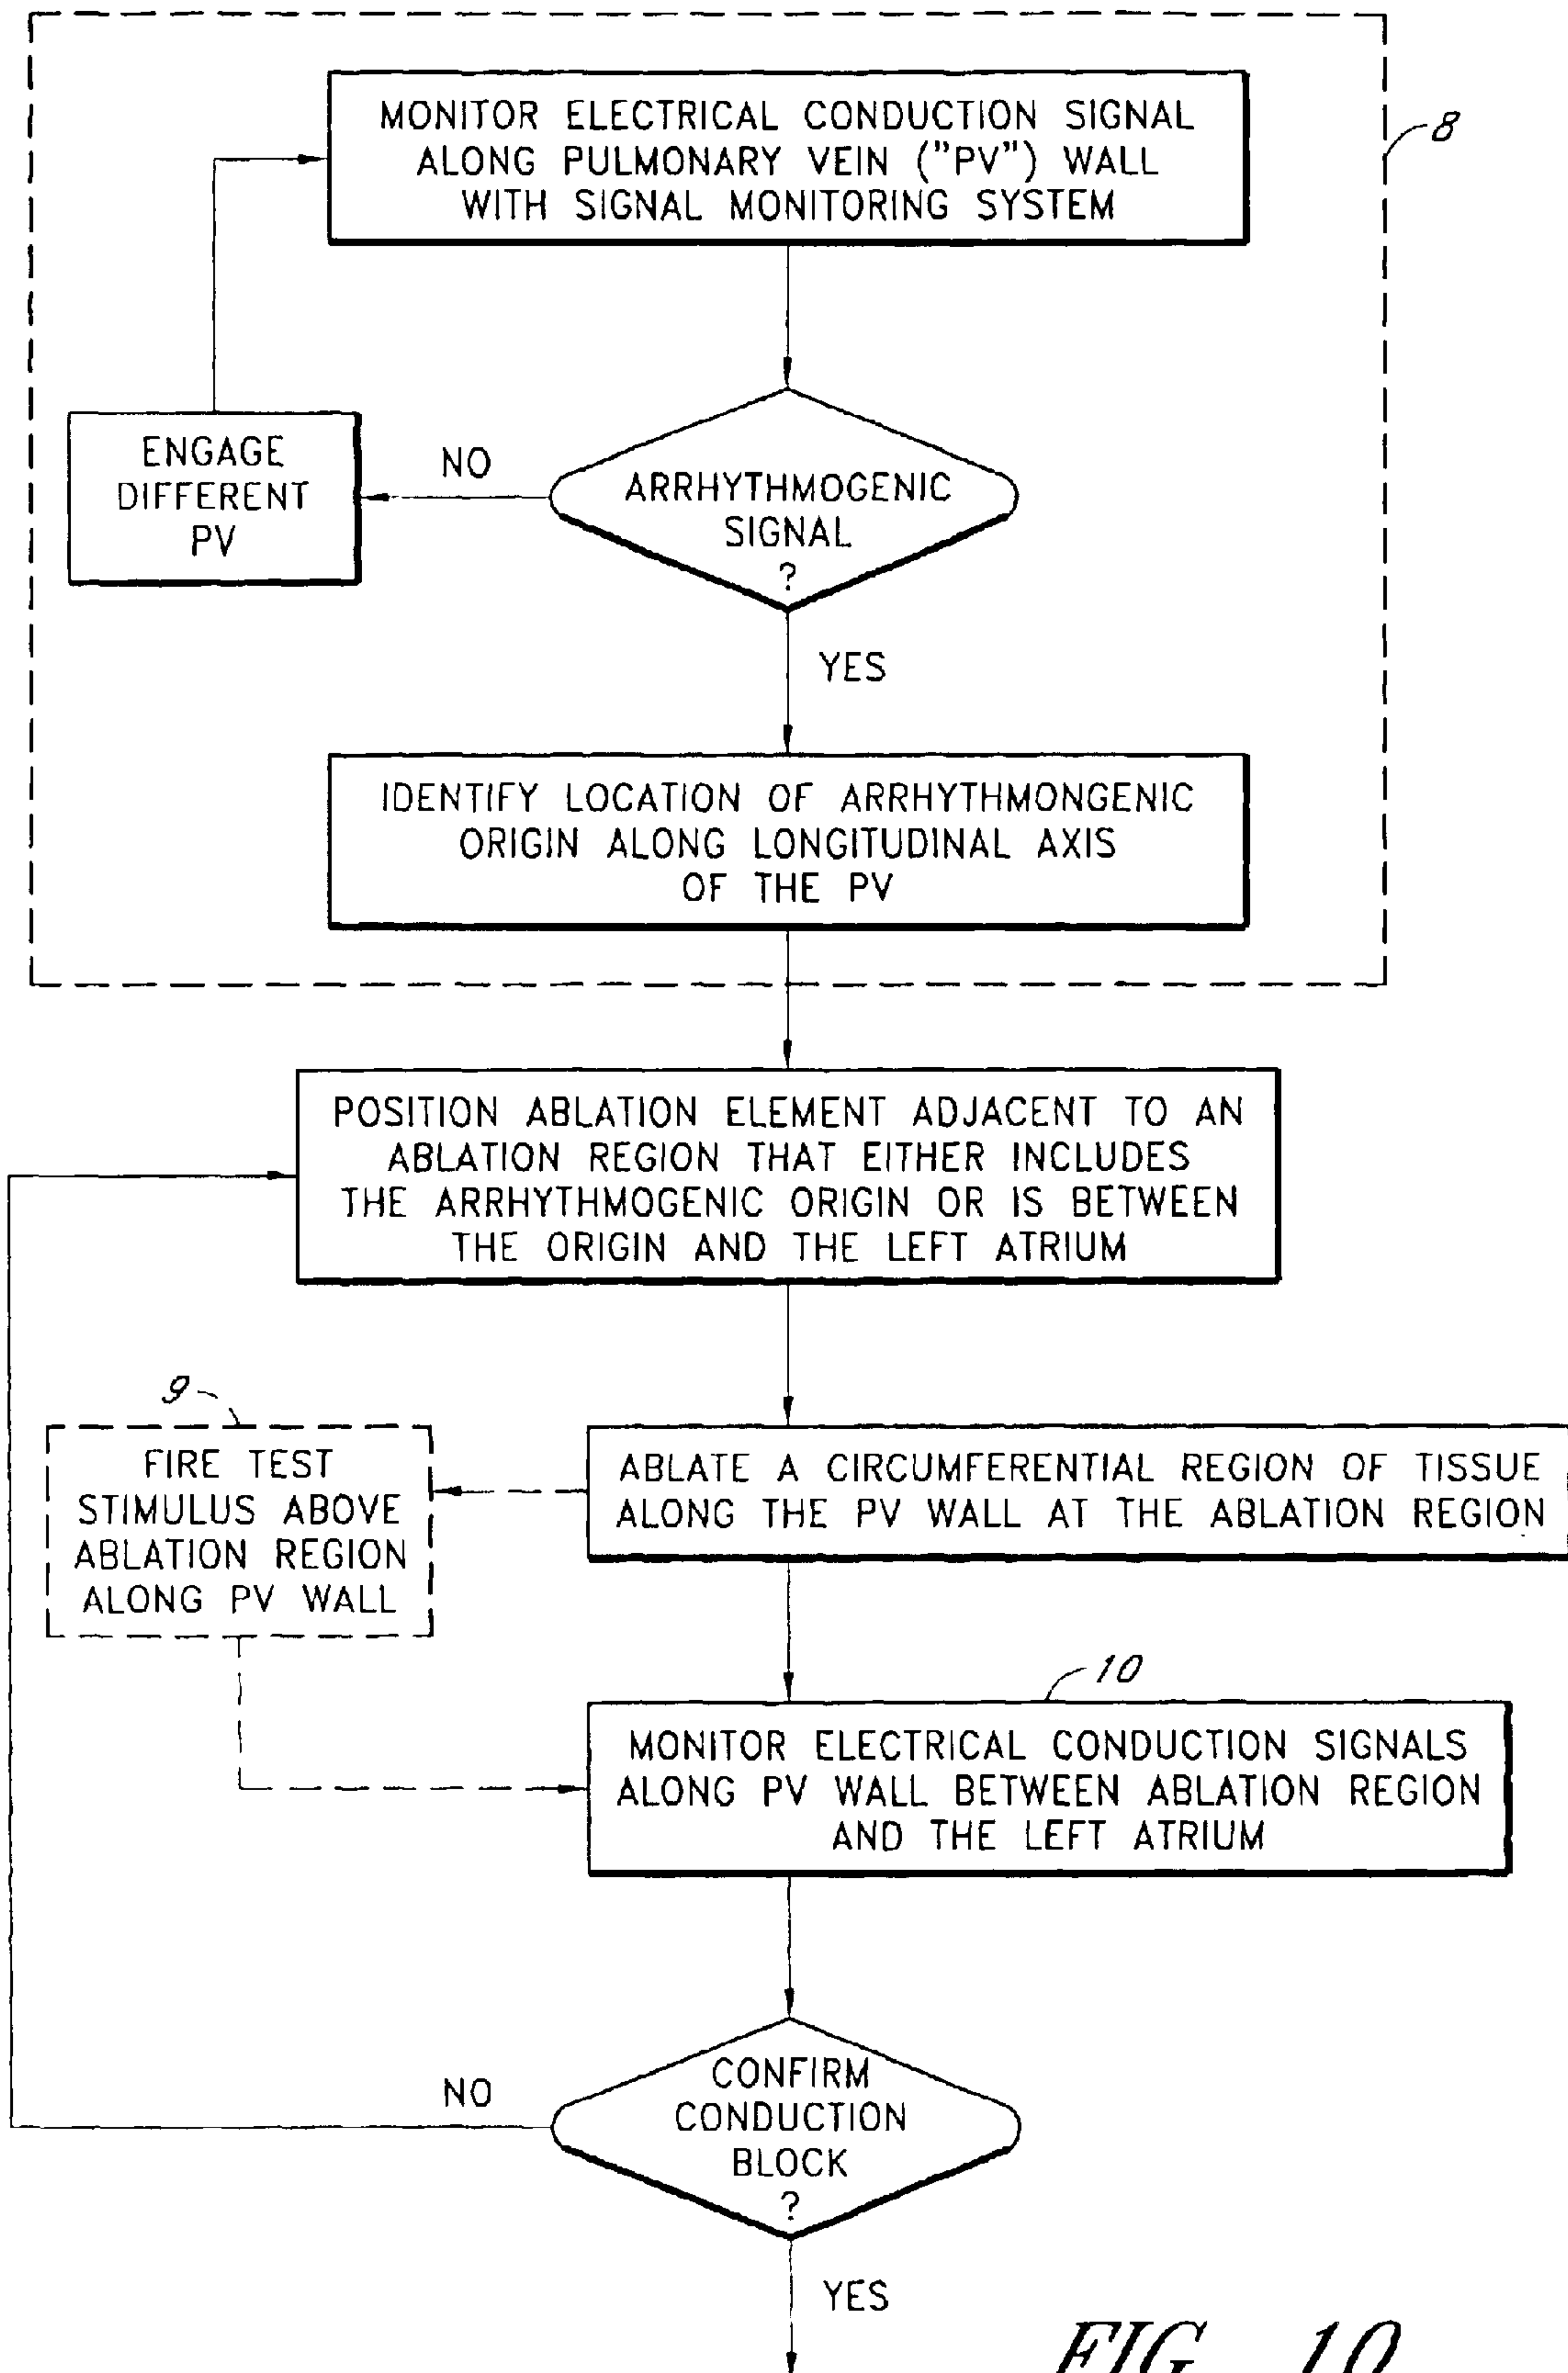 MONITOR ELECTRICAL CONDUCTION SIGNAL
ALONG PULMONARY VEIN ("PV") WALL
WITH SIGNAL MONITORING SYSTEM
8
ENGAGE
DIFFERENT
PV
NO
ARRHYTHMOGENIC
SIGNAL
?
YES
IDENTIFY LOCATION OF ARRHYTHMONGENIC
ORIGIN ALONG LONGITUDINAL AXIS
OF THE PV
POSITION ABLATION ELEMENT ADJACENT TO AN
ABLATION REGION THAT EITHER INCLUDES
THE ARRHYTHMOGENIC ORIGIN OR IS BETWEEN
THE ORIGIN AND THE LEFT ATRIUM
9
FIRE TEST
STIMULUS ABOVE
ABLATION REGION
ALONG PV WALL
ABLATE A CIRCUMFERENTIAL REGION OF TISSUE
ALONG THE PV WALL AT THE ABLATION REGION
10
MONITOR ELECTRICAL CONDUCTION SIGNALS
ALONG PV WALL BETWEEN ABLATION REGION
AND THE LEFT ATRIUM
NO
CONFIRM
CONDUCTION
BLOCK
?
YES
FIG. 10